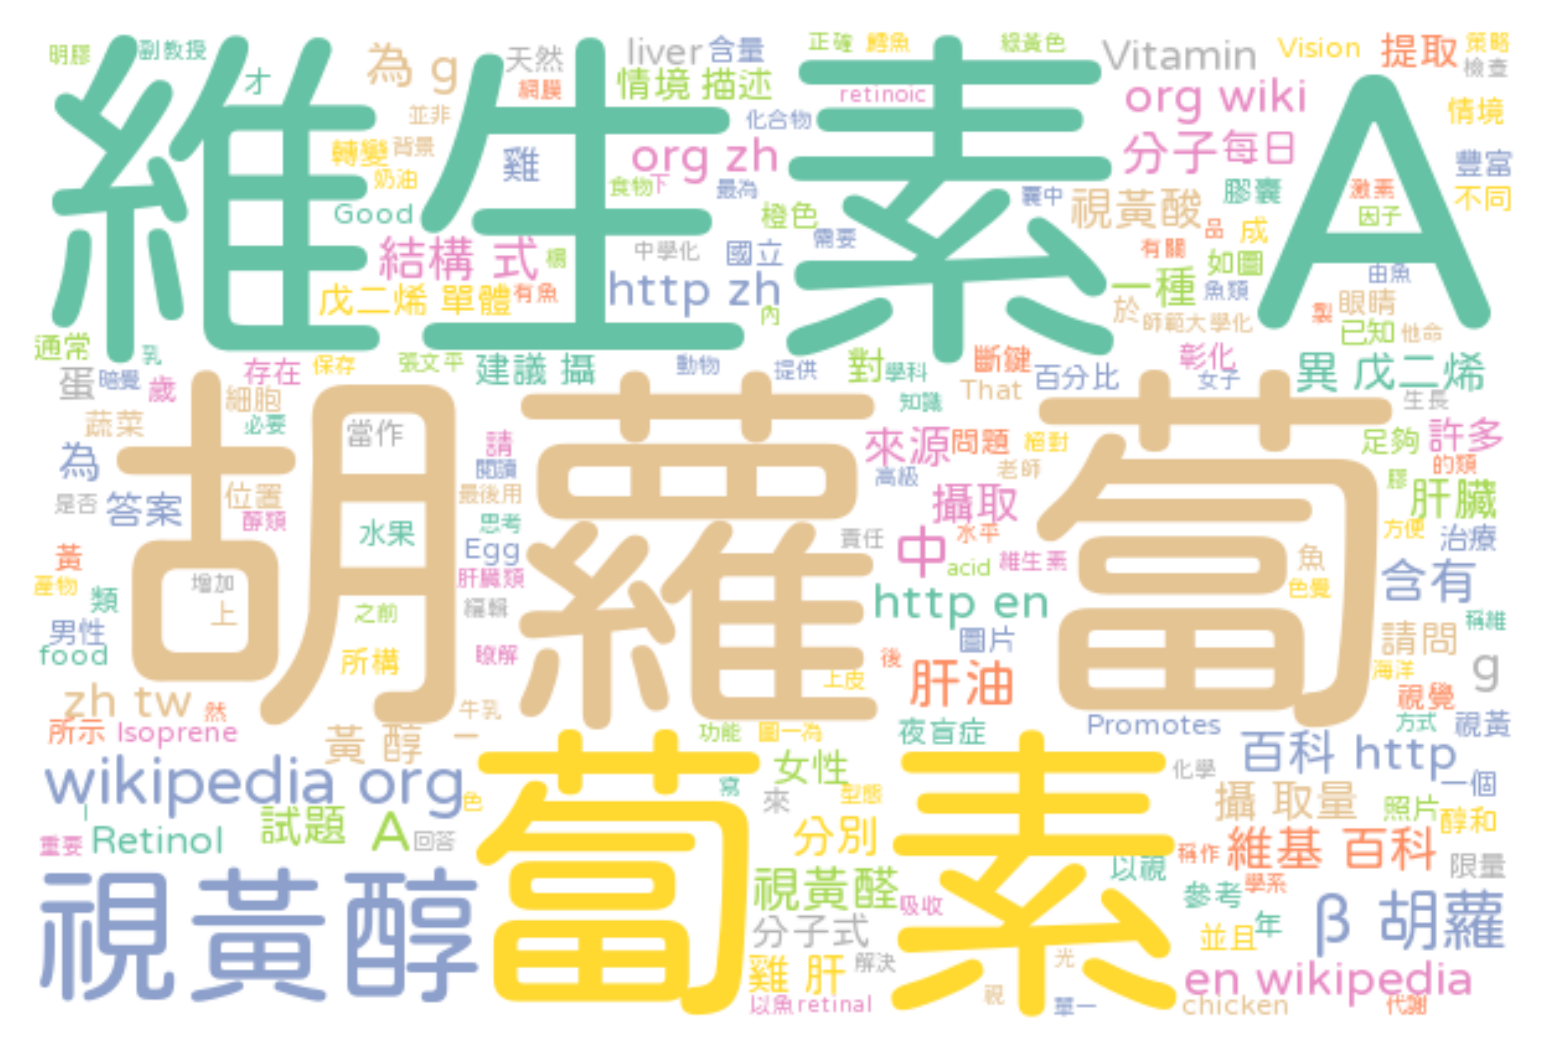 明膠 副教授 才 為 g 天然 liver 含量 正確 鱈魚 綠黃色 Vitamin Vision 提取 策略
檢查
維生素 A
網膜 情境 描述 retinoic org wiki 情境
並非 化合物
轉變 背景 雞 org zh 分子 每日 豐富
奶油 食物 下 最為 囊中 視黃酸 膠囊 激素 不同
Good 橙色 因子
結構 式 楊 中學化 國立 需要 有關 品 成
戊二烯 單體 有魚 http zh 一種 如圖 由魚
魚類 眼睛
內 於 師範大學化 製 已知 他命
通常 乳 張文平 動物 提供 對 學科 斷鍵 彰化
蛋 暗覺 歲 存在 保存 建議 攝 百分比 女子 異 戊二烯
細胞 That 生長
蔬菜 必要 當作 知識
胡蘿蔔
為 請 來源 問題 絕對 足夠 許多
閱讀 高級 老師 的類
是否 答案 位置 最後用 攝取 膠 肝臟
醇類 思考 方便
水果 Egg 責任 中 水平 治療
黃 肝臟類 acid 維生素 魚
產物 增加 色覺 含有
類 上 之前 編輯 http en
男性 圖片 請問 稱維
food 所構 瞭解 後 海洋 g
zh tw 然 上皮 肝油 視覺
牛乳
所示 Isoprene 黃 醇 一 功能 圖一為 夜盲症 Promotes 方式 視黃
wikipedia org 色 女性 化學 百科 http
寫 來 型態 一個
蔔素
重要 Retinol 試題 A 回答 分別 攝 取量 照片 醇和
稱作 維基 百科
視黃醇 視黃醛 以視 限量
吸收 參考 學系
分子式 年 β 胡蘿
並且
雞 肝 解決 光 en wikipedia
以魚 retinal 視 單一 chicken 代謝